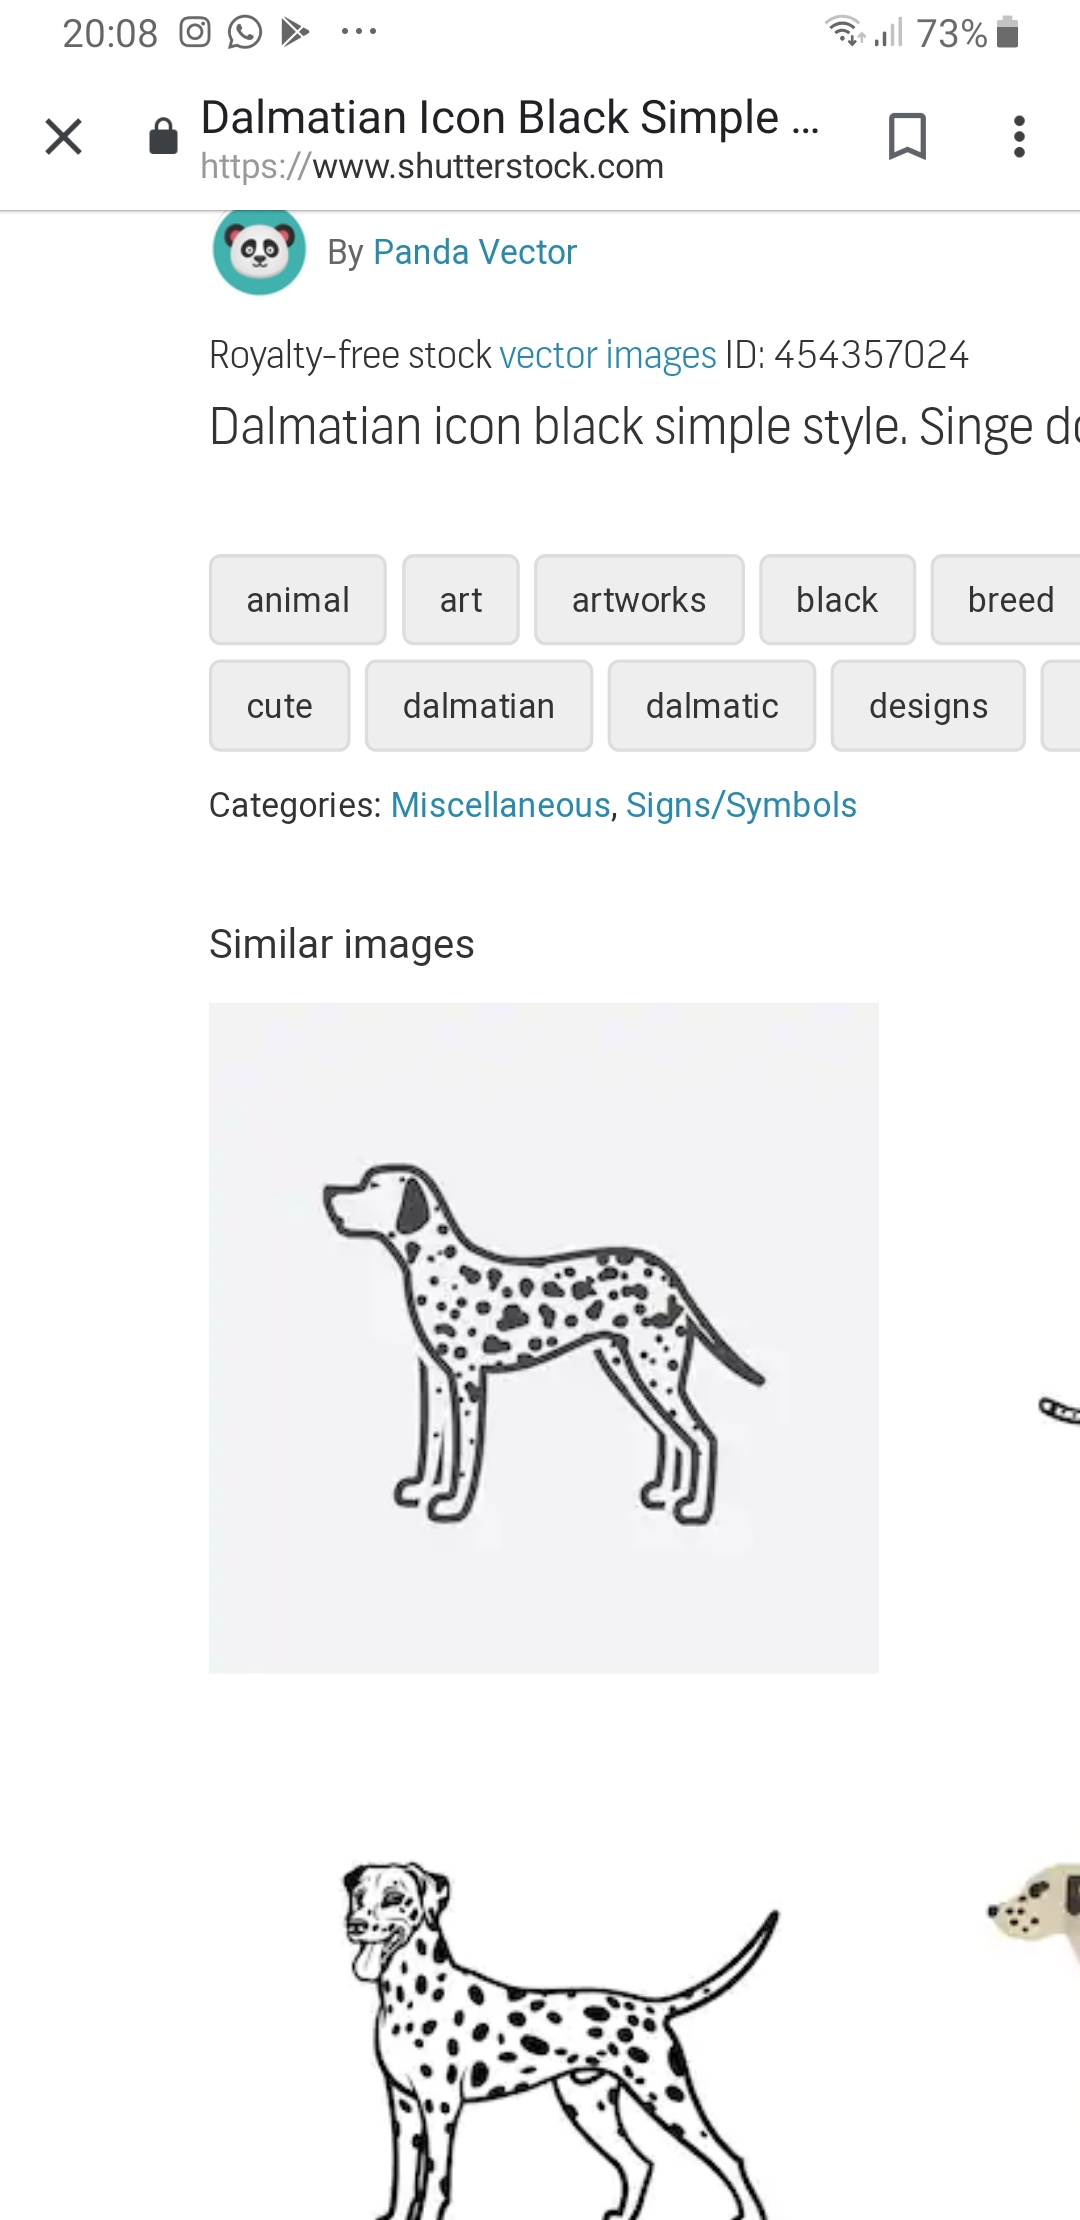 20:08 73%
Dalmatian Icon Black Simple ...
https://www.shutterstock.com
By Panda Vector
Royalty-free stock vector images ID: 454357024
Dalmatian icon black simple style. Singe
animal art artworks black breed
cute dalmatian dalmatic designs
Categories: Miscellaneous, Signs/Symbols
Similar images